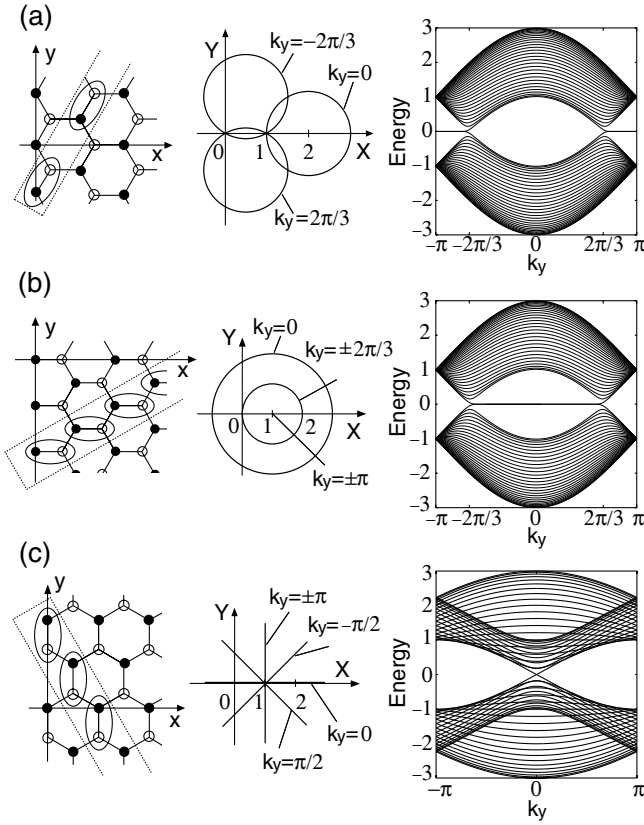 (a)
y
x
Y
X
0
1
2
k_y=−2π/3
k_y=0
k_y=2π/3
Energy
3
2
1
0
−1
−2
−3
−π
−2π/3
0
2π/3
π
k_y
(b)
y
x
Y
X
0
1
2
k_y=0
k_y=±2π/3
k_y=±π
Energy
3
2
1
0
−1
−2
−3
−π
−2π/3
0
2π/3
π
k_y
(c)
y
x
Y
X
0
1
2
k_y=±π
k_y=−π/2
k_y=0
k_y=π/2
Energy
3
2
1
0
−1
−2
−3
−π
0
π
k_y